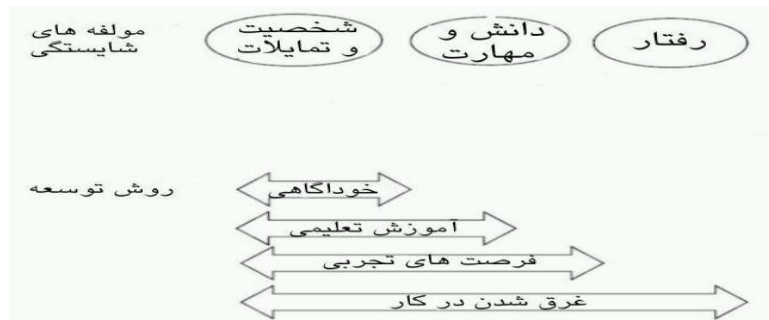 مولفه های
شایستگی
شخصیت
و تمایلات
دانش و
مهارت
رفتار
روش توسعه
خوداگاهی
آموزش تعلیمی
فرصت های تجربی
غرق شدن در کار